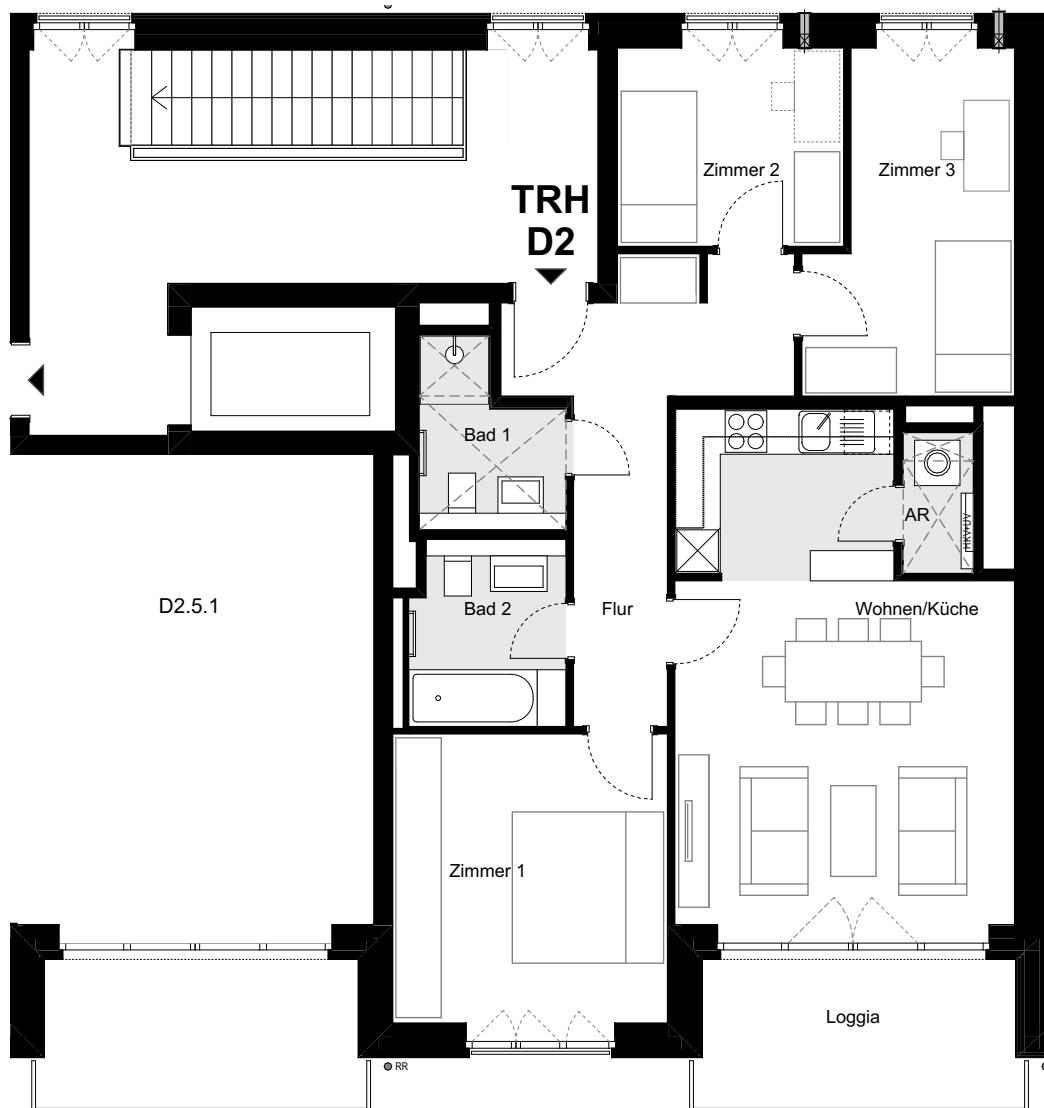 Zimmer 2
Zimmer 3
TRH
D2
Bad 1
AR
HKV+UV
D2.5.1
Bad 2
Flur
Wohnen/Küche
Zimmer 1
Loggia
RR